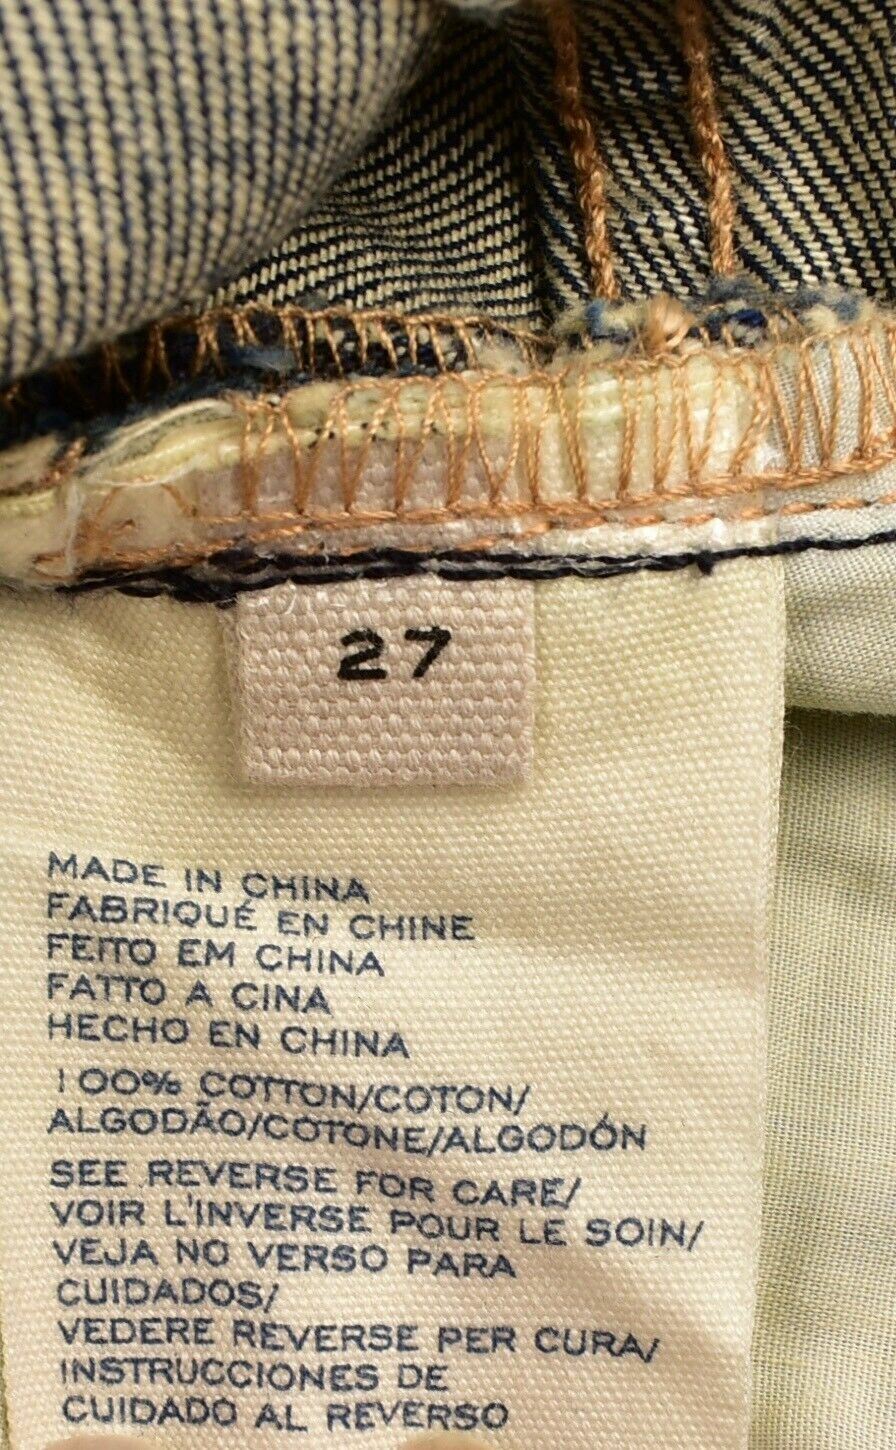 27
MADE IN CHINA
FABRIQUÉ EN CHINE
FEITO EM CHINA
FATTO A CINA
HECHO EN CHINA
100% COTTON/COTON/
ALGODÃO/COTONE/ALGODÓN
SEE REVERSE FOR CARE/
VOIR L'INVERSE POUR LE SOIN/
VEJA NO VERSO PARA
CUIDADOS/
VEDERE REVERSE PER CURA/
INSTRUCCIONES DE
CUIDADO AL REVERSO